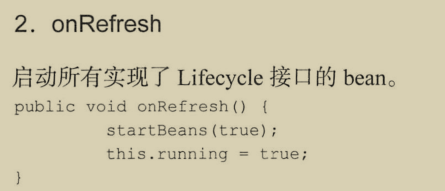 2. onRefresh
启动所有实现了 Lifecycle 接口的 bean。
public void onRefresh() {
startBeans(true);
this.running = true;
}